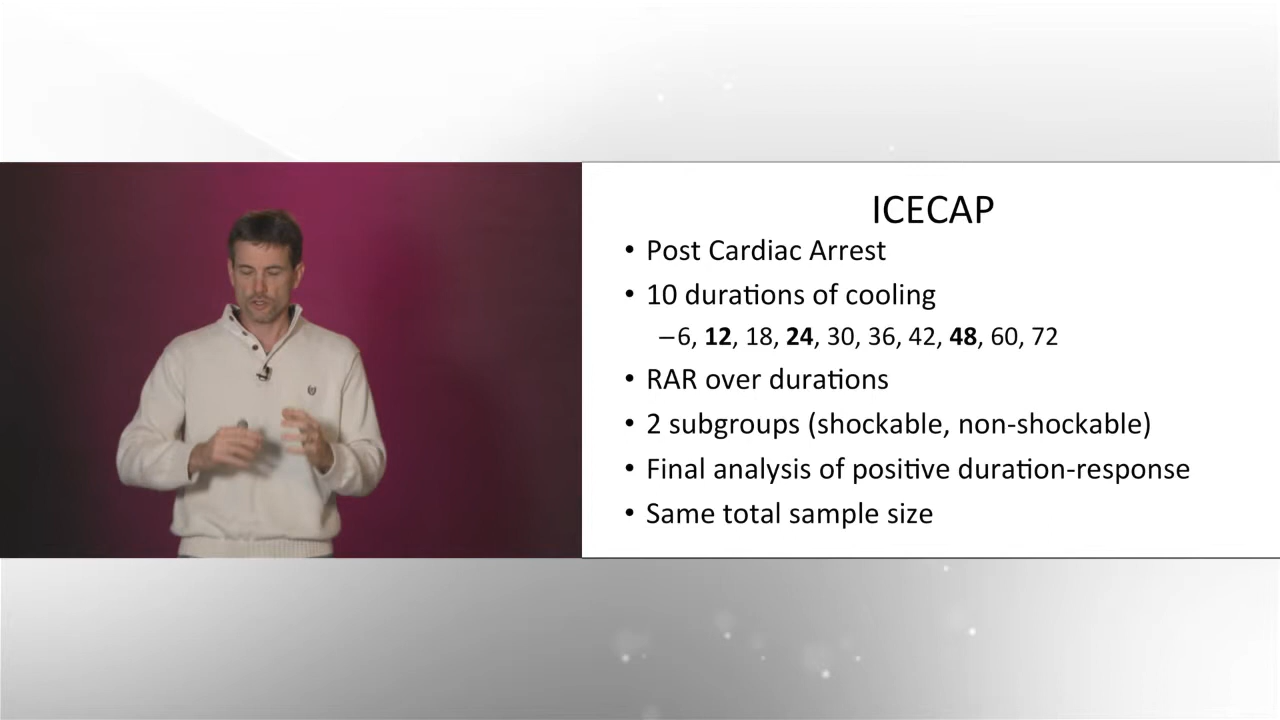 ICECAP
• Post Cardiac Arrest
• 10 durations of cooling
–6, 12, 18, 24, 30, 36, 42, 48, 60, 72
• RAR over durations
• 2 subgroups (shockable, non-shockable)
• Final analysis of positive duration-response
• Same total sample size